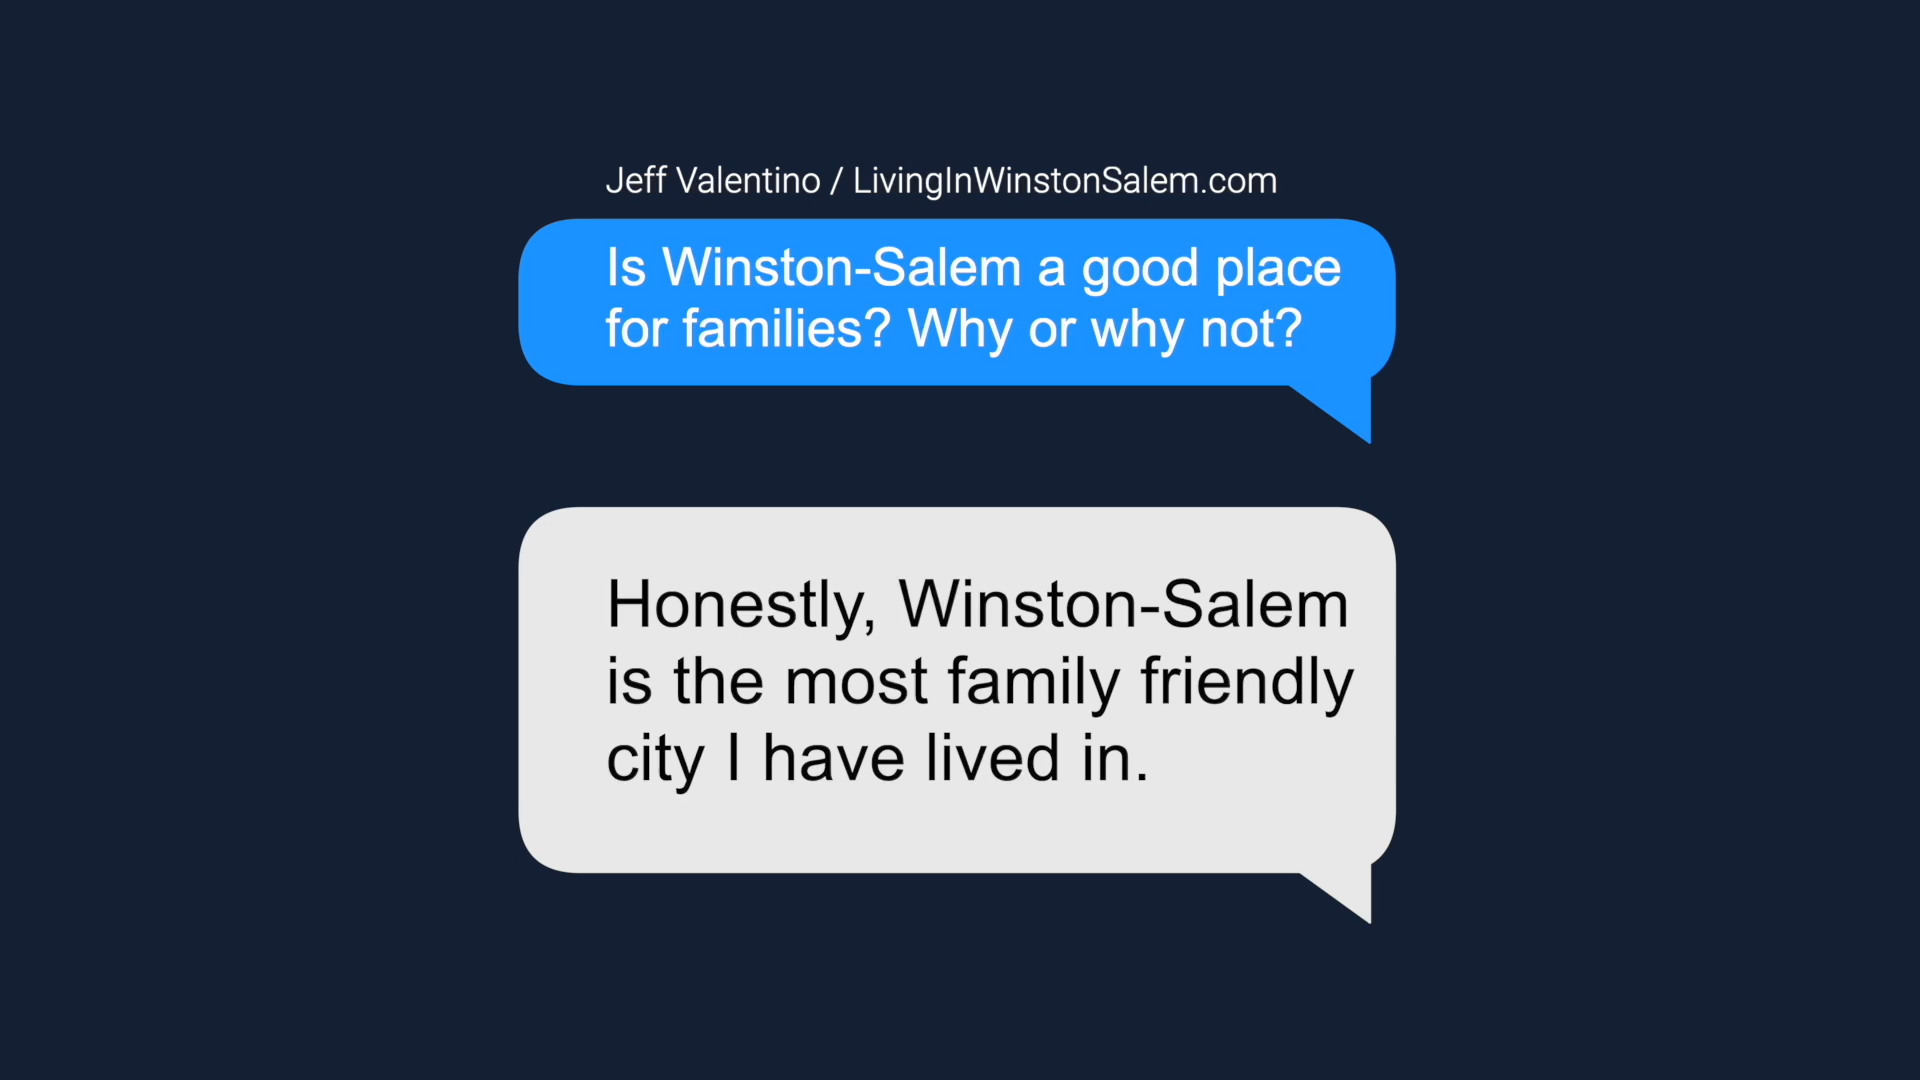 Jeff Valentino / LivingInWinstonSalem.com
Is Winston-Salem a good place
for families? Why or why not?
Honestly, Winston-Salem
is the most family friendly
city I have lived in.